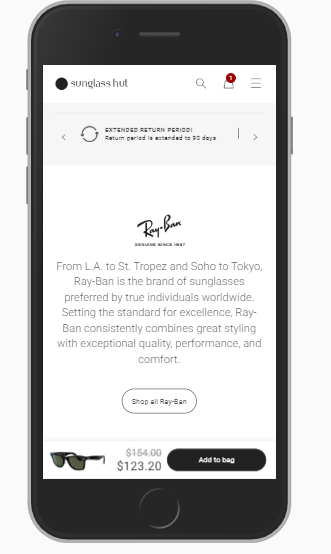 sunglass hut
1
EXTENDED RETURN PERIOD!
Return period is extended to 90 days
Ray-Ban
GENUINE SINCE 1937
From L.A. to St. Tropez and Soho to Tokyo,
Ray-Ban is the brand of sunglasses
preferred by true individuals worldwide.
Setting the standard for excellence, Ray-
Ban consistently combines great styling
with exceptional quality, performance, and
comfort.
Shop all Ray-Ban
$154.00
$123.20
Add to bag